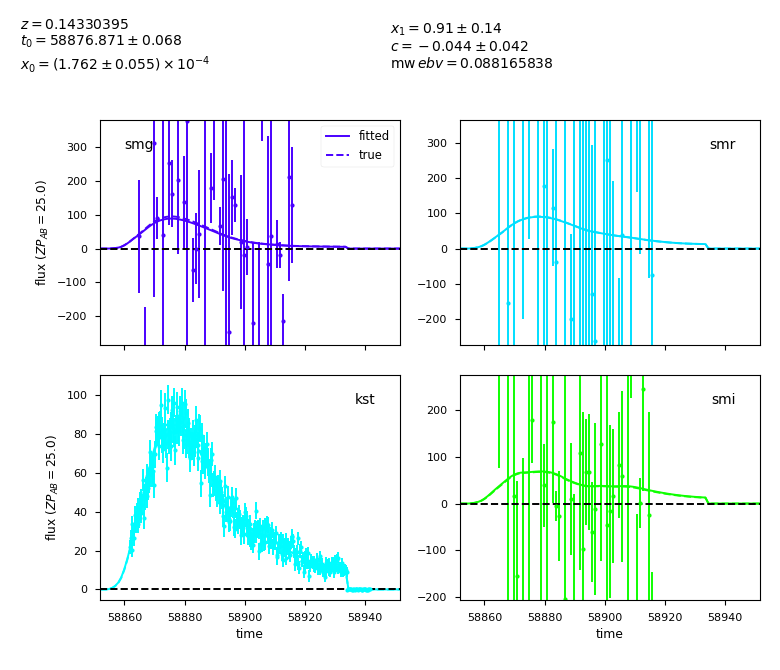 z = 0.14330395
t₀ = 58876.871 ± 0.068
x₀ = (1.762 ± 0.055) × 10⁻⁴
x₁ = 0.91 ± 0.14
c = −0.044 ± 0.042
mw ebv = 0.088165838
smg
fitted
true
flux (ZP_AB = 25.0)
300
200
100
0
−100
−200
smr
300
200
100
0
−100
−200
kst
flux (ZP_AB = 25.0)
100
80
60
40
20
0
58860 58880 58900 58920 58940
time
smi
200
100
0
−100
−200
58860 58880 58900 58920 58940
time